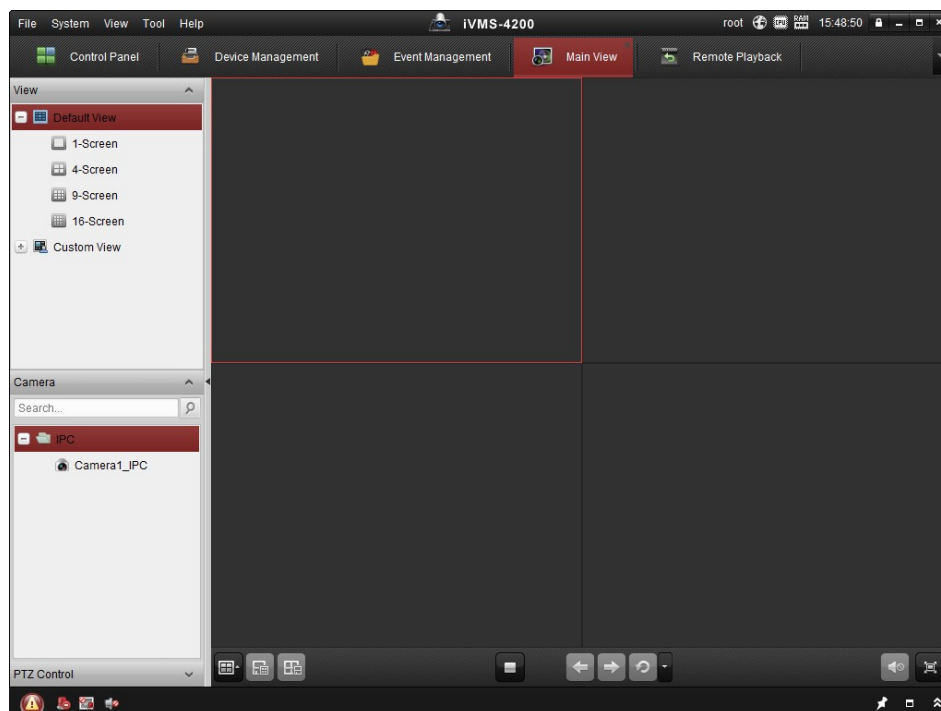 File System View Tool Help iVMS-4200 root CPU RAM 15:48:50
Control Panel Device Management Event Management Main View Remote Playback
View
Default View
1-Screen
4-Screen
9-Screen
16-Screen
Custom View
Camera
Search...
IPC
Camera1_IPC
PTZ Control